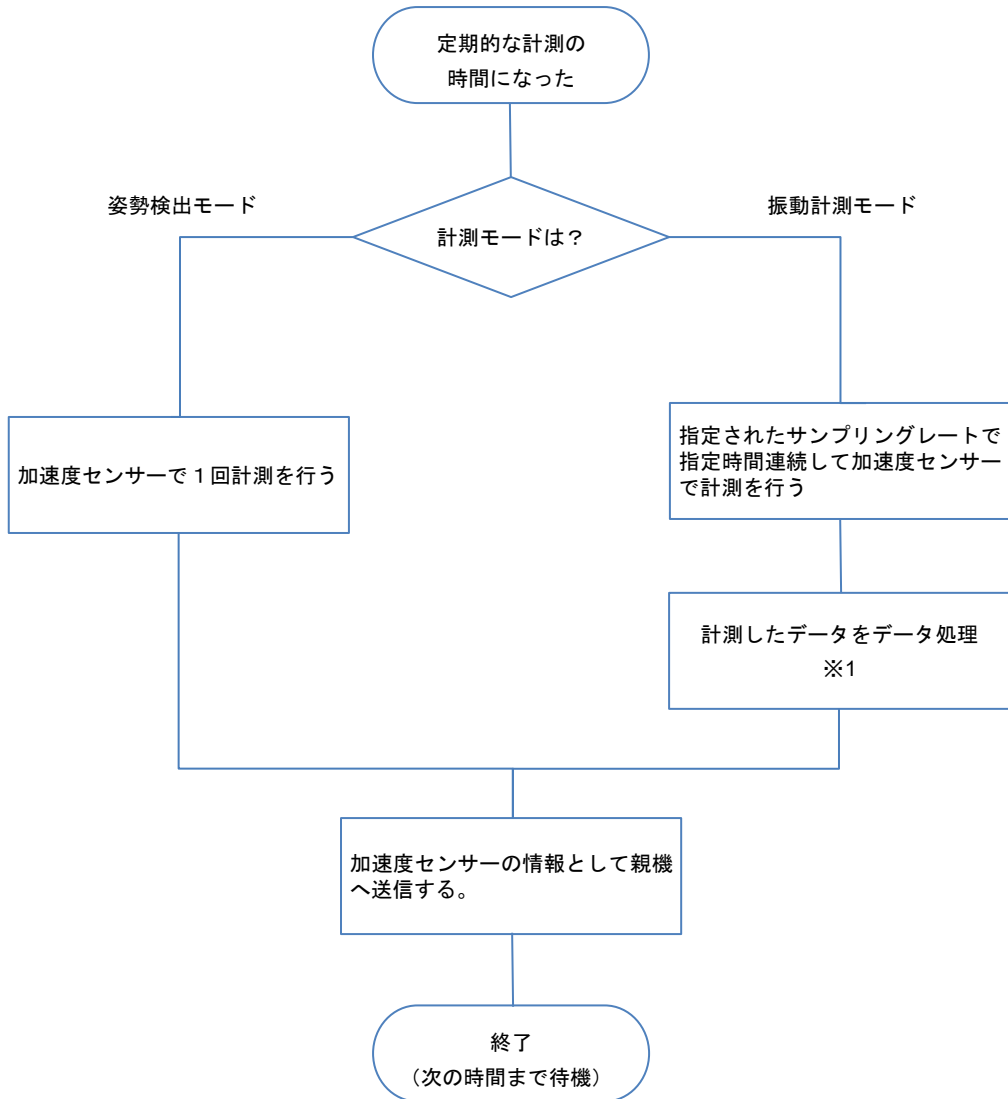 定期的な計測の
時間になった
姿勢検出モード
振動計測モード
計測モードは？
加速度センサーで１回計測を行う
指定されたサンプリングレートで
指定時間連続して加速度センサー
で計測を行う
計測したデータをデータ処理
※1
加速度センサーの情報として親機
へ送信する。
終了
（次の時間まで待機）